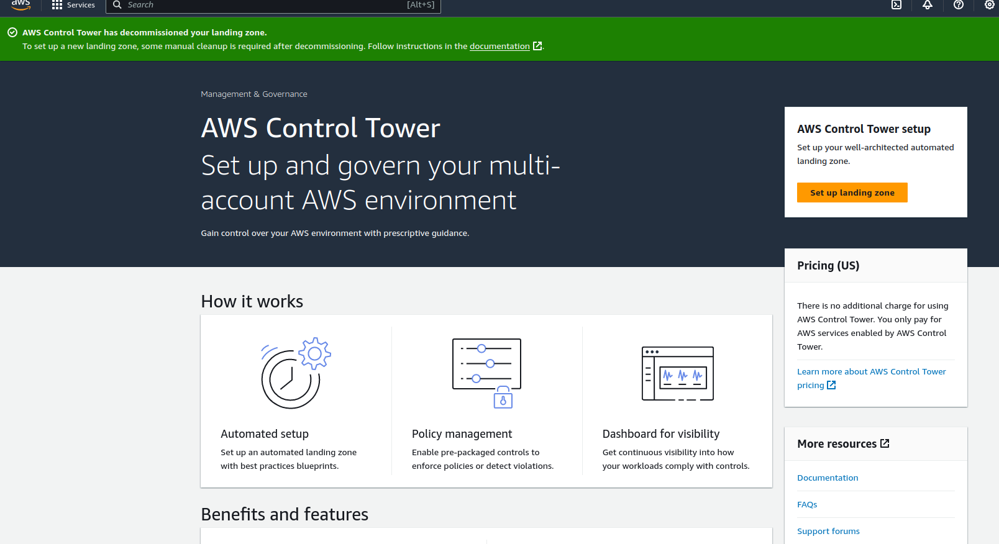 aws
Services
Search
[Alt+S]
AWS Control Tower has decommissioned your landing zone.
To set up a new landing zone, some manual cleanup is required after decommissioning. Follow instructions in the documentation.
Management & Governance
AWS Control Tower
Set up and govern your multi-
account AWS environment
Gain control over your AWS environment with prescriptive guidance.
AWS Control Tower setup
Set up your well-architected automated
landing zone.
Set up landing zone
Pricing (US)
There is no additional charge for using
AWS Control Tower. You only pay for
AWS services enabled by AWS Control
Tower.
Learn more about AWS Control Tower
pricing
How it works
Automated setup
Set up an automated landing zone
with best practices blueprints.
Policy management
Enable pre-packaged controls to
enforce policies or detect violations.
Dashboard for visibility
Get continuous visibility into how
your workloads comply with controls.
More resources
Documentation
FAQs
Support forums
Benefits and features